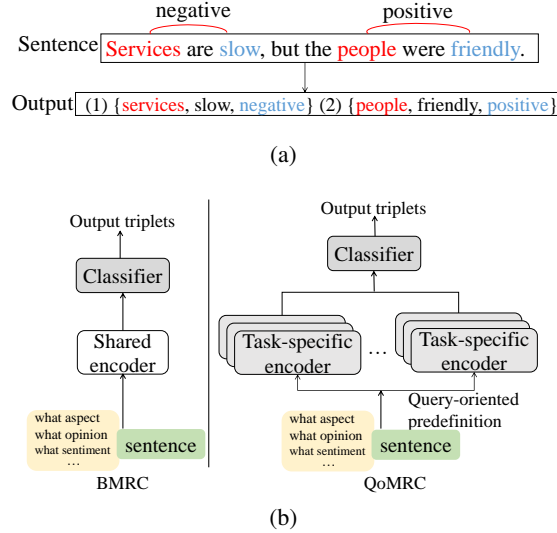 negative positive
Sentence Services are slow, but the people were friendly.
Output (1) {services, slow, negative} (2) {people, friendly, positive}
(a)
Output triplets
Classifier
Shared
encoder
what aspect
what opinion
what sentiment
...
sentence
BMRC
Output triplets
Classifier
Task-specific
encoder
...
Task-specific
encoder
Query-oriented
predefinition
what aspect
what opinion
what sentiment
...
sentence
QoMRC
(b)